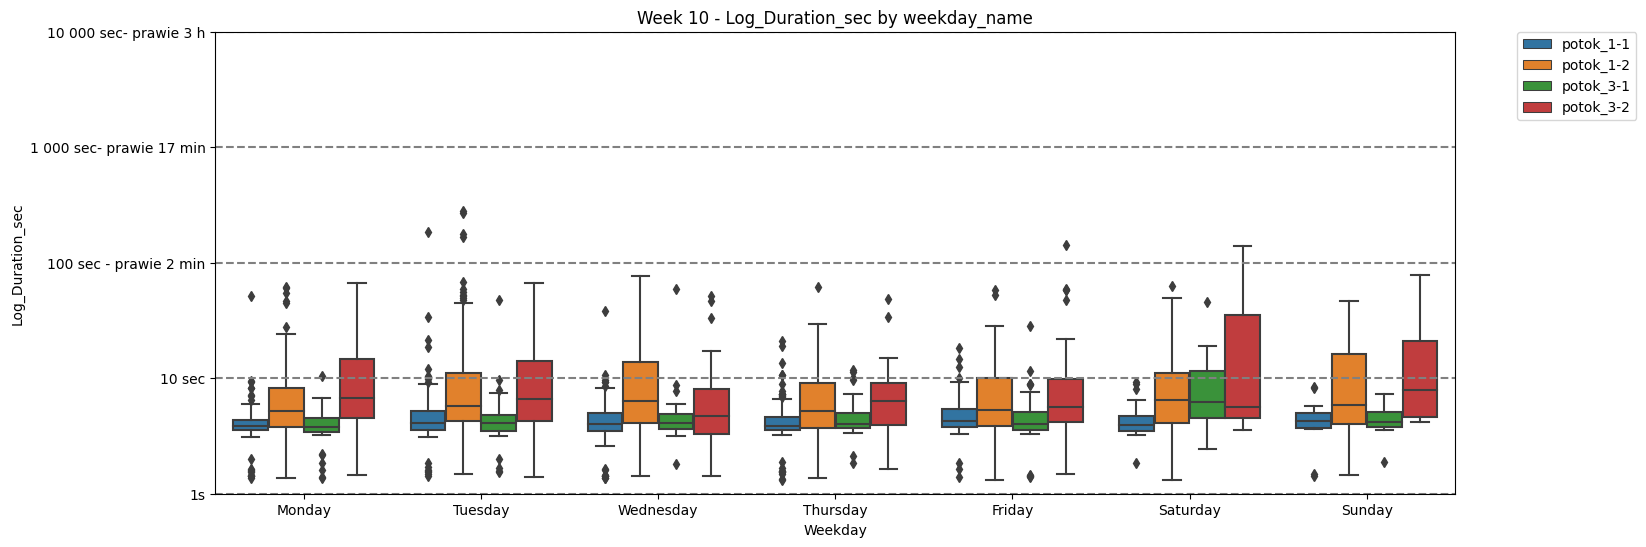 Week 10 - Log_Duration_sec by weekday_name
10 000 sec- prawie 3 h
1 000 sec- prawie 17 min
100 sec - prawie 2 min
10 sec
1s
Log_Duration_sec
Monday
Tuesday
Wednesday
Thursday
Friday
Saturday
Sunday
Weekday
potok_1-1
potok_1-2
potok_3-1
potok_3-2